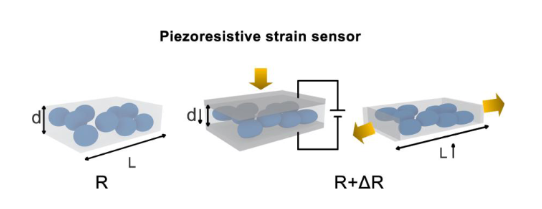 Piezoresistive strain sensor
d
L
R
d↓
L↑
R+ΔR